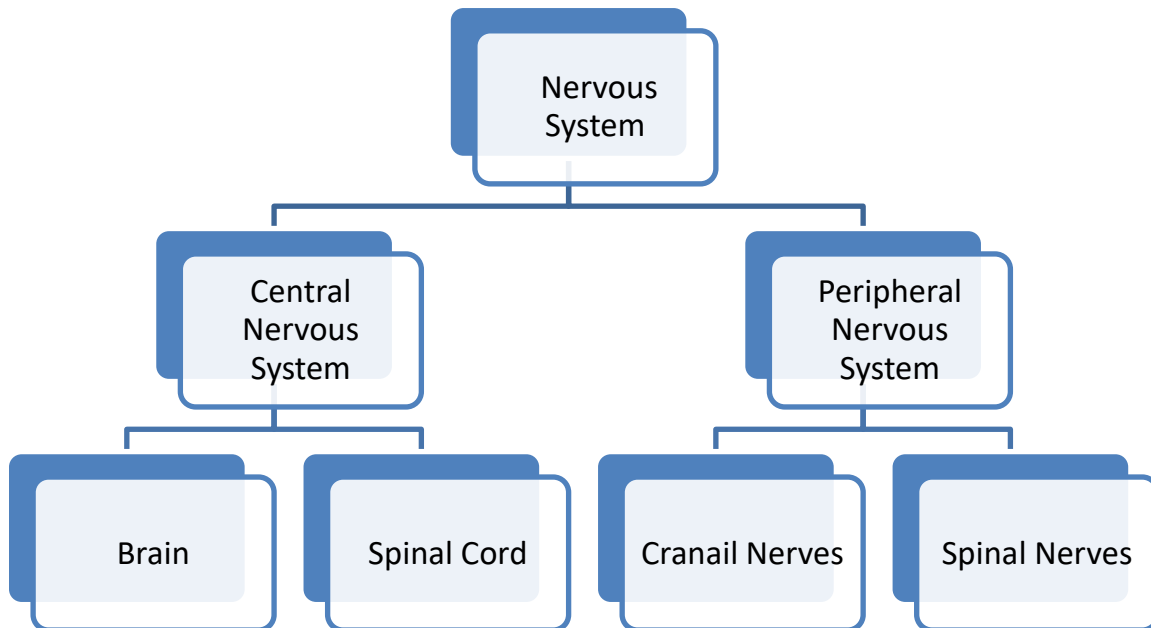 Nervous
System
Central
Nervous
System
Peripheral
Nervous
System
Brain
Spinal Cord
Cranail Nerves
Spinal Nerves